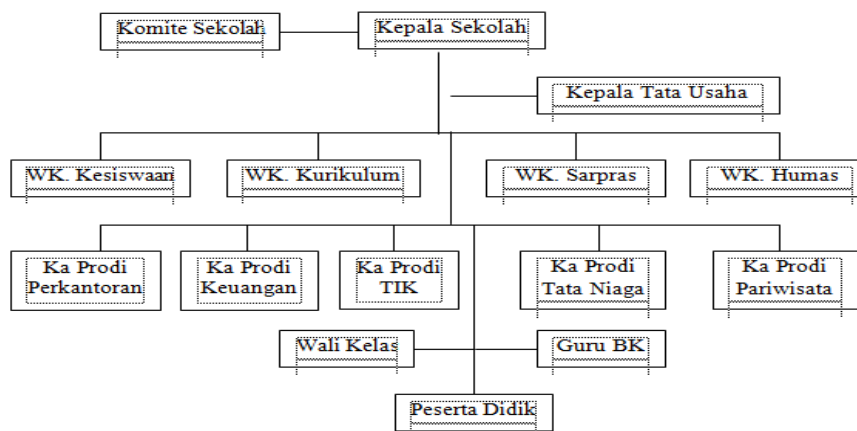 Komite Sekolah
Kepala Sekolah
Kepala Tata Usaha
WK. Kesiswaan
WK. Kurikulum
WK. Sarpras
WK. Humas
Ka Prodi
Perkantoran
Ka Prodi
Keuangan
Ka Prodi
TIK
Ka Prodi
Tata Niaga
Ka Prodi
Pariwisata
Wali Kelas
Guru BK
Peserta Didik